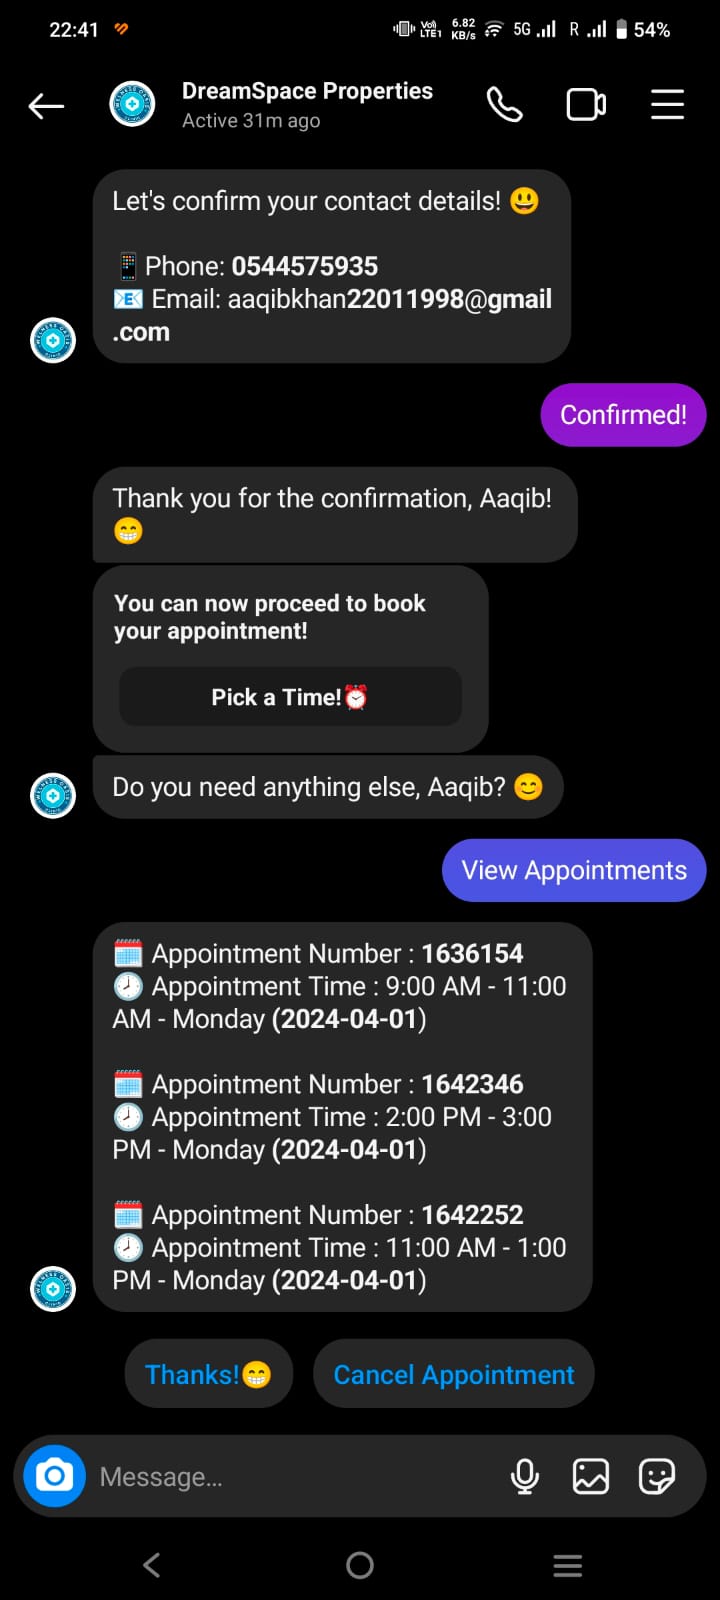 22:41 Vo) LTE1 6.82 KB/s 5G R 54%
DreamSpace Properties
Active 31m ago
Let's confirm your contact details! 😃
📱 Phone: 0544575935
📧 Email: aaqibkhan22011998@gmail
.com
Confirmed!
Thank you for the confirmation, Aaqib!
😁
You can now proceed to book
your appointment!
Pick a Time!⏰
Do you need anything else, Aaqib? 😊
View Appointments
🗓️ Appointment Number : 1636154
🕗 Appointment Time : 9:00 AM - 11:00
AM - Monday (2024-04-01)
🗓️ Appointment Number : 1642346
🕗 Appointment Time : 2:00 PM - 3:00
PM - Monday (2024-04-01)
🗓️ Appointment Number : 1642252
🕗 Appointment Time : 11:00 AM - 1:00
PM - Monday (2024-04-01)
Thanks!😁 Cancel Appointment
Message...